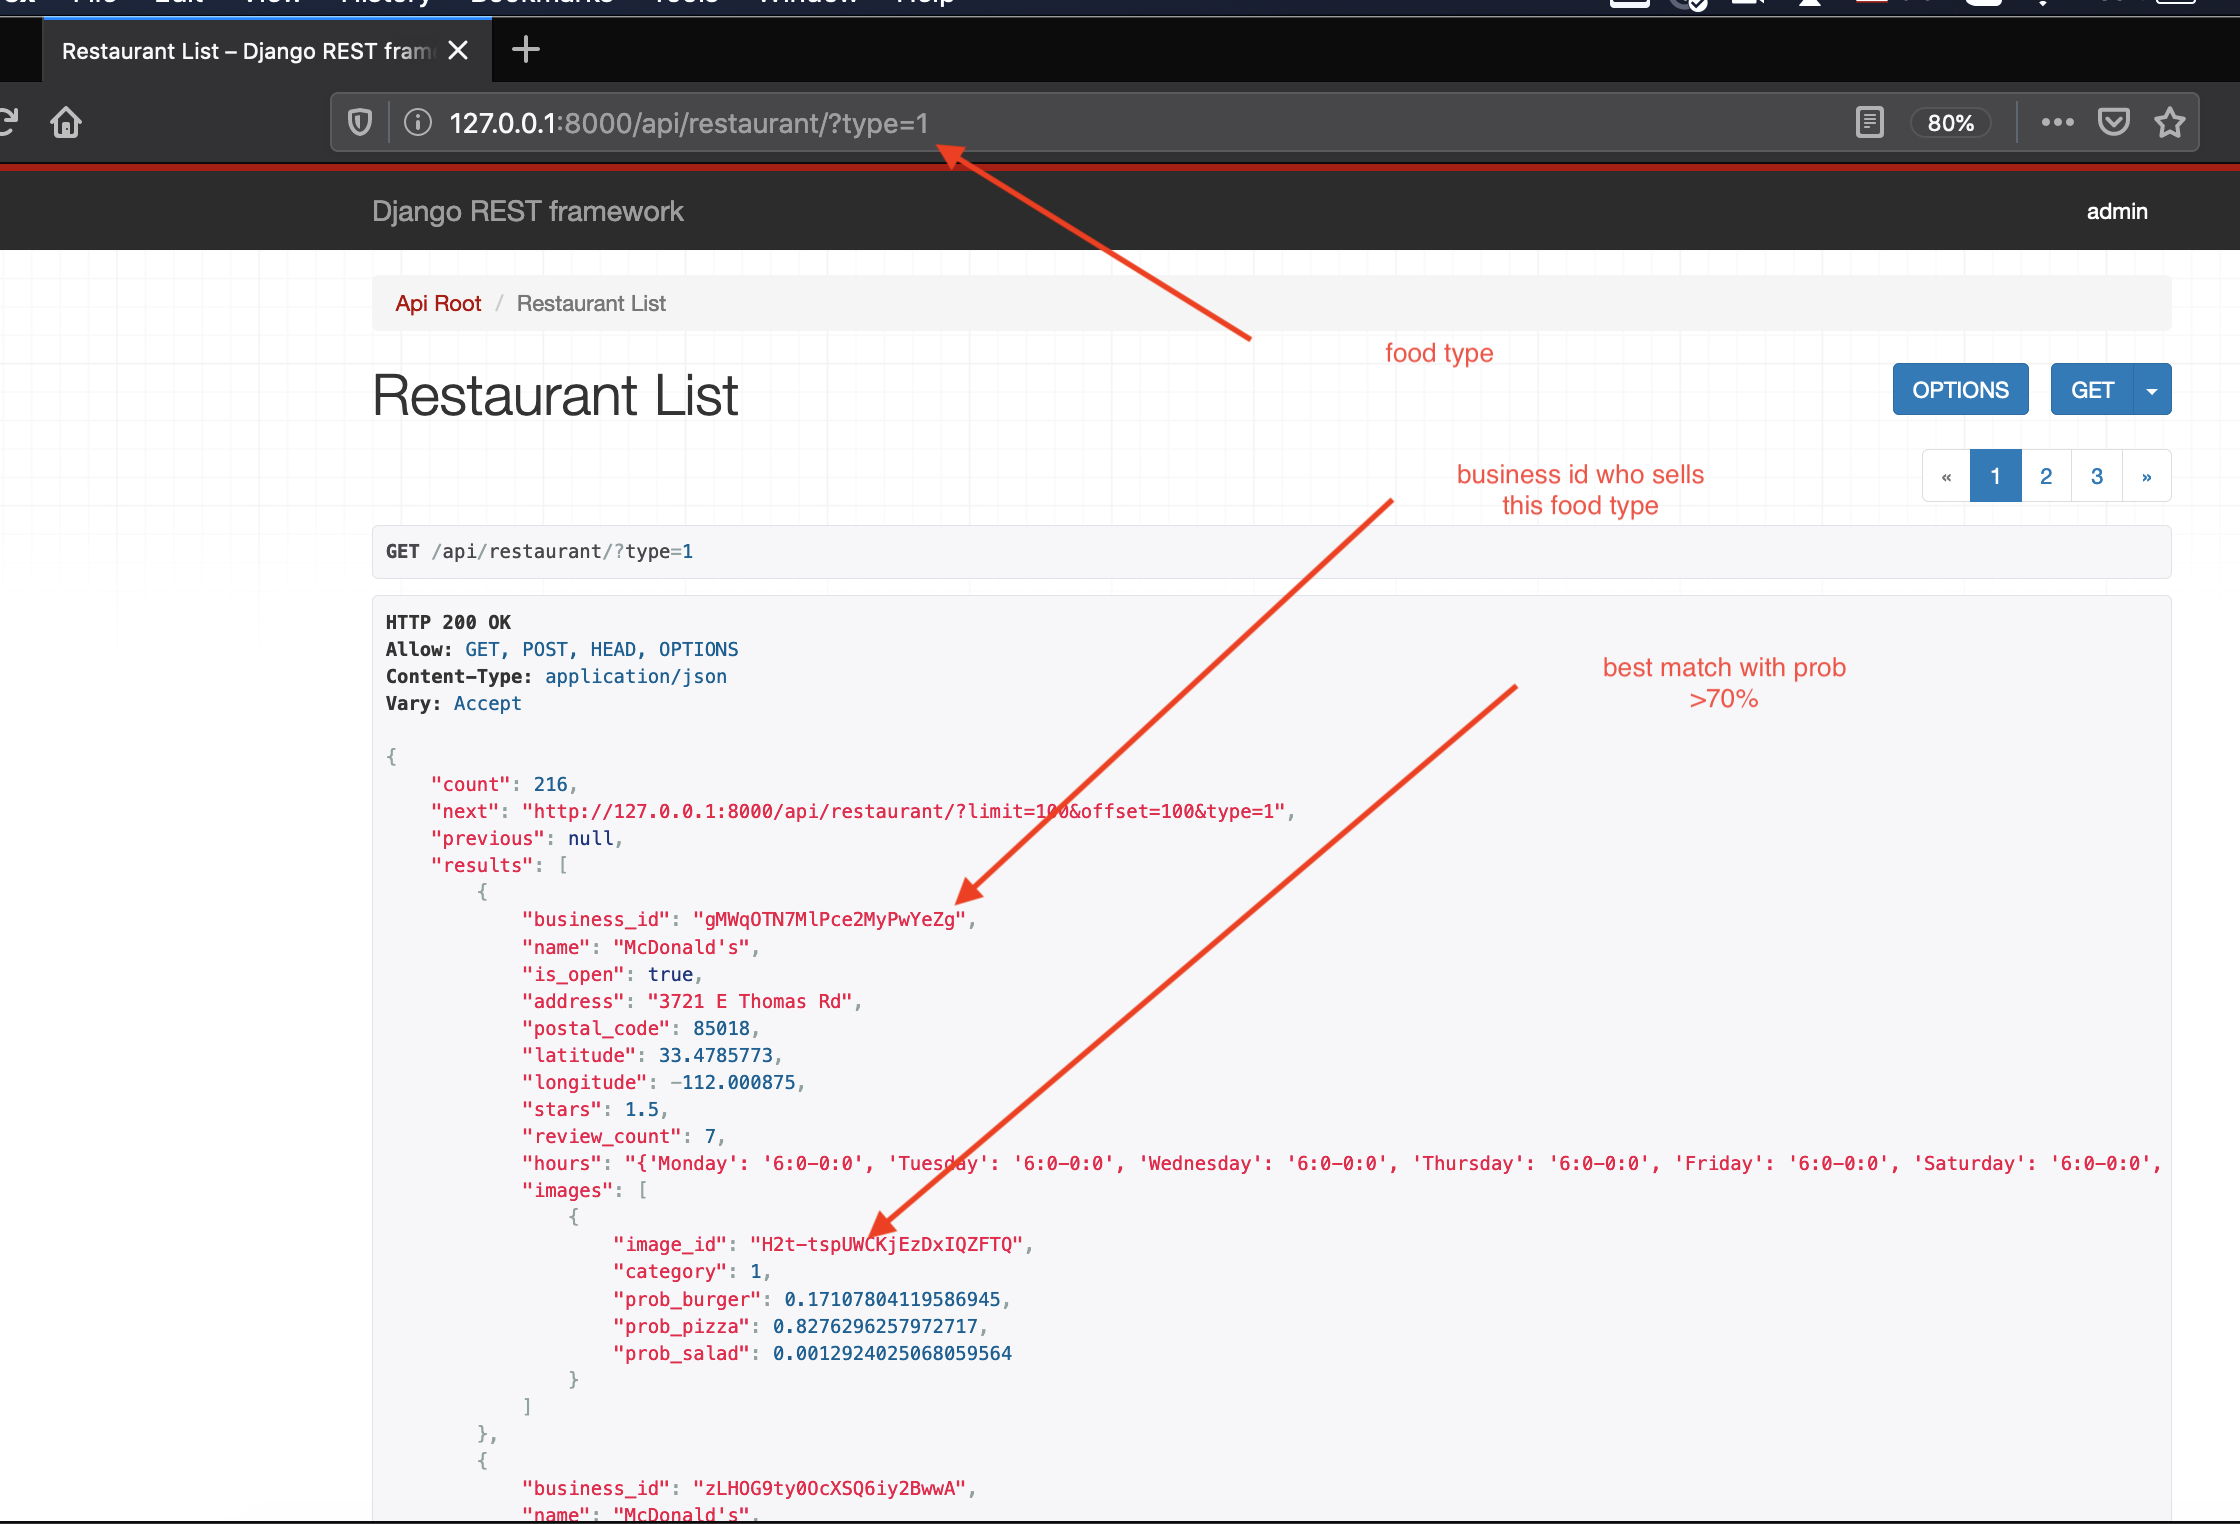 File Edit View History Bookmarks Tools Window Help
Restaurant List – Django REST fram
127.0.0.1:8000/api/restaurant/?type=1
80%
Django REST framework
admin
Api Root / Restaurant List
food type
Restaurant List
OPTIONS
GET
business id who sells
this food type
« 1 2 3 »
GET /api/restaurant/?type=1
HTTP 200 OK
Allow: GET, POST, HEAD, OPTIONS
Content-Type: application/json
Vary: Accept
best match with prob
>70%
{
"count": 216,
"next": "http://127.0.0.1:8000/api/restaurant/?limit=100&offset=100&type=1",
"previous": null,
"results": [
{
"business_id": "gMWqOTN7MlPce2MyPwYeZg",
"name": "McDonald's",
"is_open": true,
"address": "3721 E Thomas Rd",
"postal_code": 85018,
"latitude": 33.4785773,
"longitude": -112.000875,
"stars": 1.5,
"review_count": 7,
"hours": "{'Monday': '6:0-0:0', 'Tuesday': '6:0-0:0', 'Wednesday': '6:0-0:0', 'Thursday': '6:0-0:0', 'Friday': '6:0-0:0', 'Saturday': '6:0-0:0',
"images": [
{
"image_id": "H2t-tspUWCKjEzDxIQZFTQ",
"category": 1,
"prob_burger": 0.17107804119586945,
"prob_pizza": 0.8276296257972717,
"prob_salad": 0.0012924025068059564
}
]
},
{
"business_id": "zLHOG9ty0OcXSQ6iy2BwwA",
"name": "McDonald's",